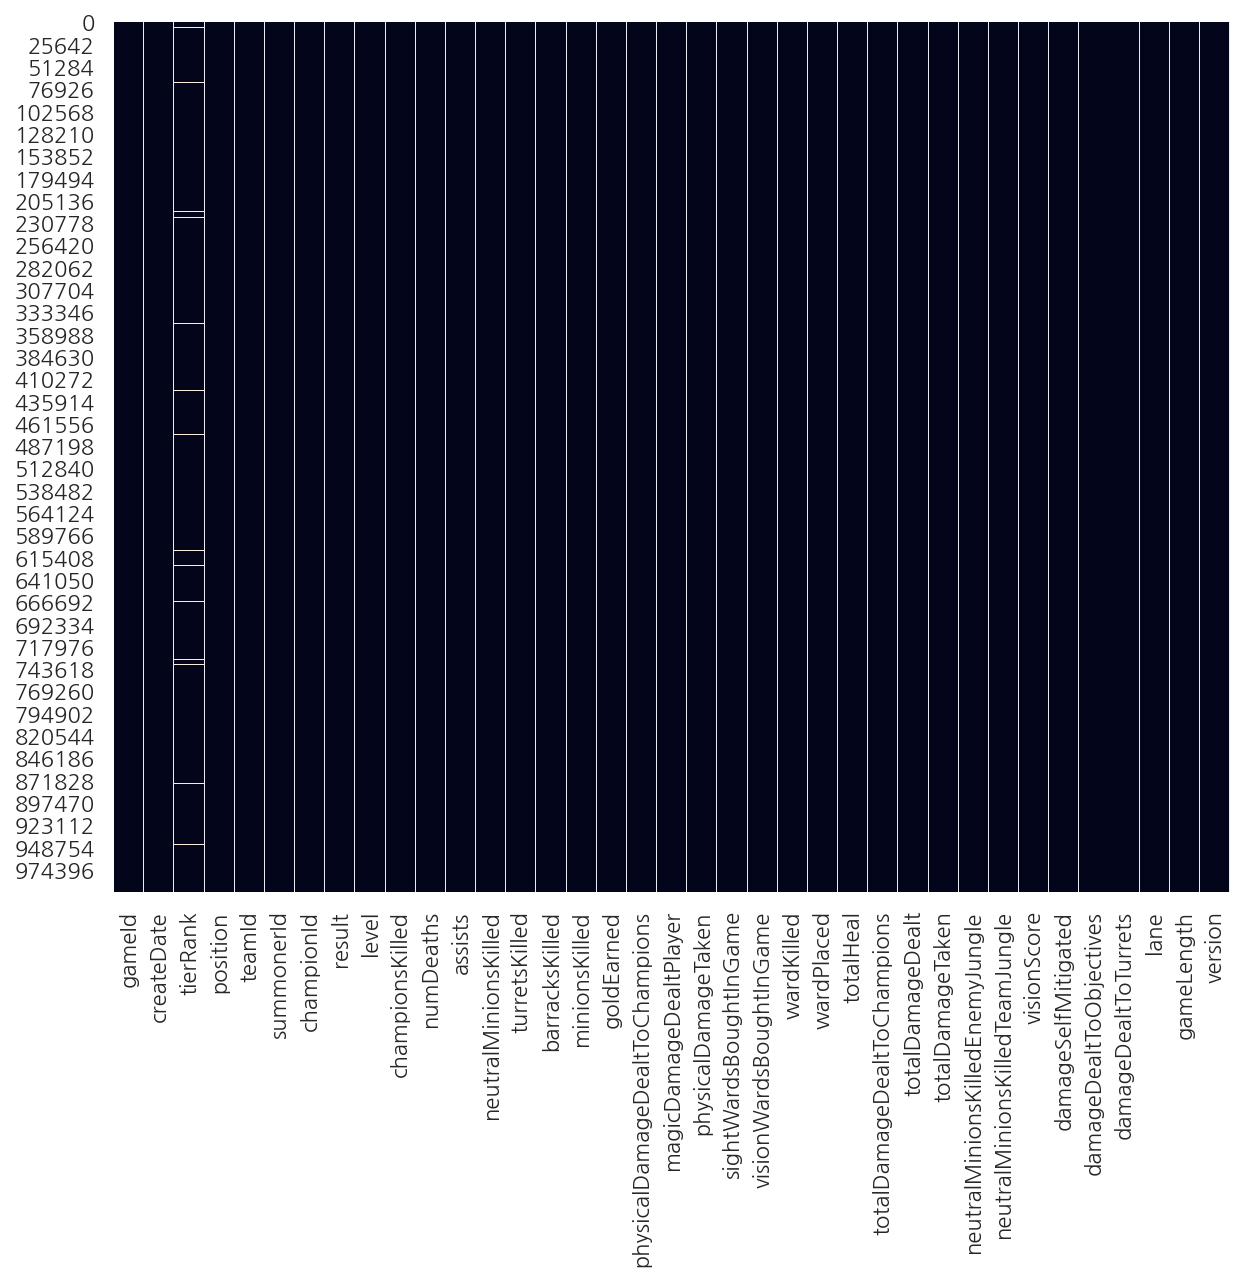 0
25642
51284
76926
102568
128210
153852
179494
205136
230778
256420
282062
307704
333346
358988
384630
410272
435914
461556
487198
512840
538482
564124
589766
615408
641050
666692
692334
717976
743618
769260
794902
820544
846186
871828
897470
923112
948754
974396
gameId
createDate
tierRank
position
teamId
summonerId
championId
result
level
championsKilled
numDeaths
assists
neutralMinionsKilled
turretsKilled
barracksKilled
minionsKilled
goldEarned
physicalDamageDealtToChampions
magicDamageDealtPlayer
physicalDamageTaken
sightWardsBoughtInGame
visionWardsBoughtInGame
wardKilled
wardPlaced
totalHeal
totalDamageDealtToChampions
totalDamageDealt
totalDamageTaken
neutralMinionsKilledEnemyJungle
neutralMinionsKilledTeamJungle
visionScore
damageSelfMitigated
damageDealtToObjectives
damageDealtToTurrets
lane
gameLength
version